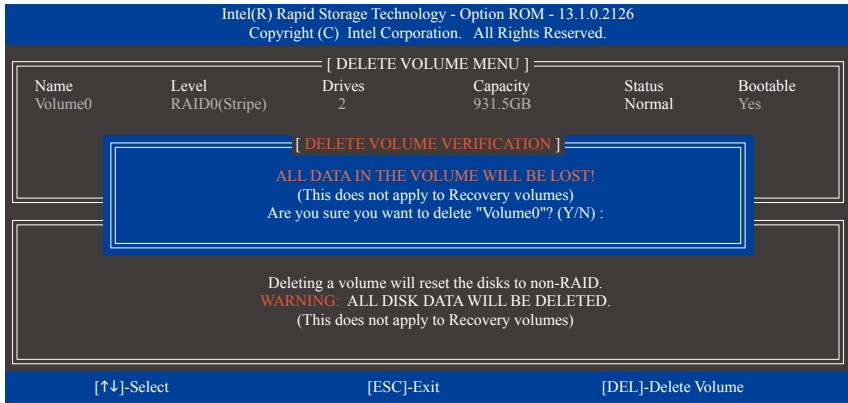 Intel(R) Rapid Storage Technology - Option ROM - 13.1.0.2126
Copyright (C) Intel Corporation. All Rights Reserved.
[ DELETE VOLUME MENU ]
Name Level Drives Capacity Status Bootable
Volume0 RAID0(Stripe) 2 931.5GB Normal Yes
[ DELETE VOLUME VERIFICATION ]
ALL DATA IN THE VOLUME WILL BE LOST!
(This does not apply to Recovery volumes)
Are you sure you want to delete "Volume0"? (Y/N) :
Deleting a volume will reset the disks to non-RAID.
WARNING: ALL DISK DATA WILL BE DELETED.
(This does not apply to Recovery volumes)
[↑↓]-Select [ESC]-Exit [DEL]-Delete Volume